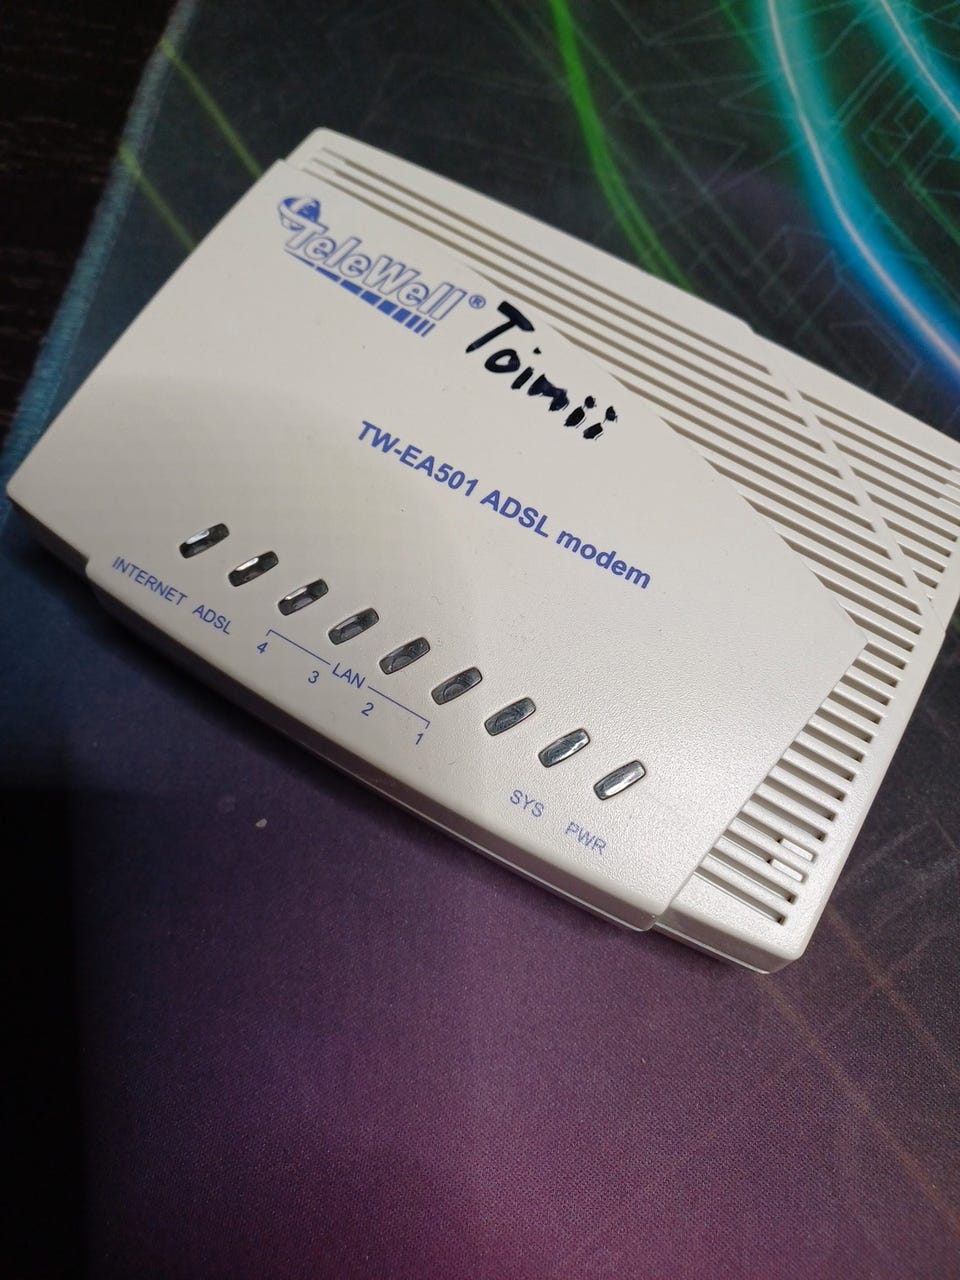 TeleWell®
Toimii
TW-EA501 ADSL modem
INTERNET ADSL
4 3 LAN 2 1
SYS PWR